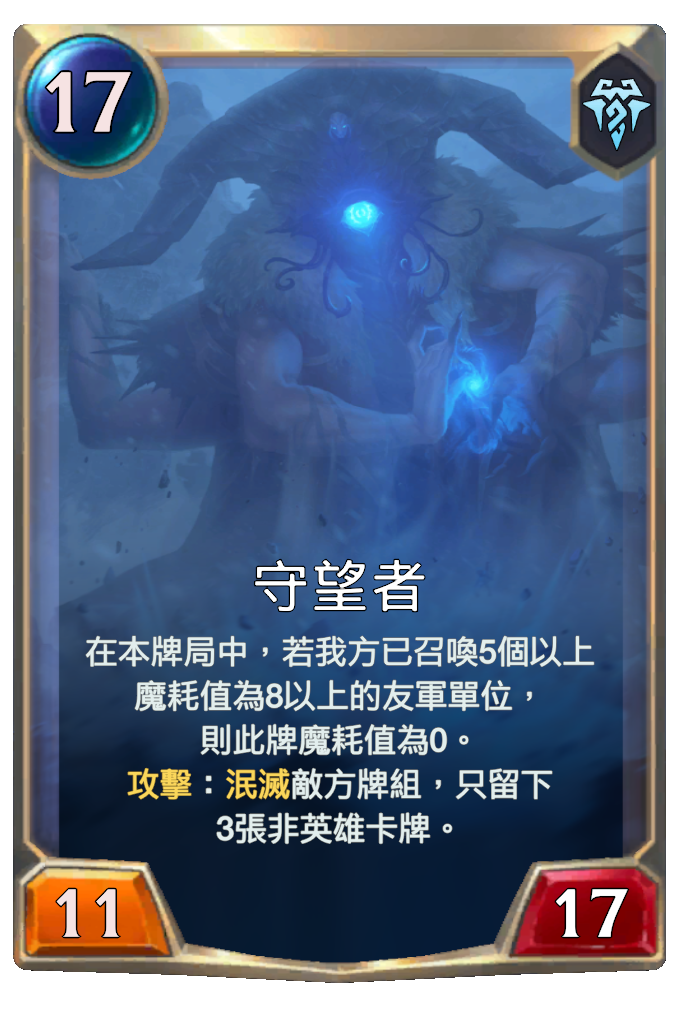 17
守望者
在本牌局中，若我方已召喚5個以上
魔耗值為8以上的友軍單位，
則此牌魔耗值為0。
攻擊：泯滅敵方牌組，只留下
3張非英雄卡牌。
11
17